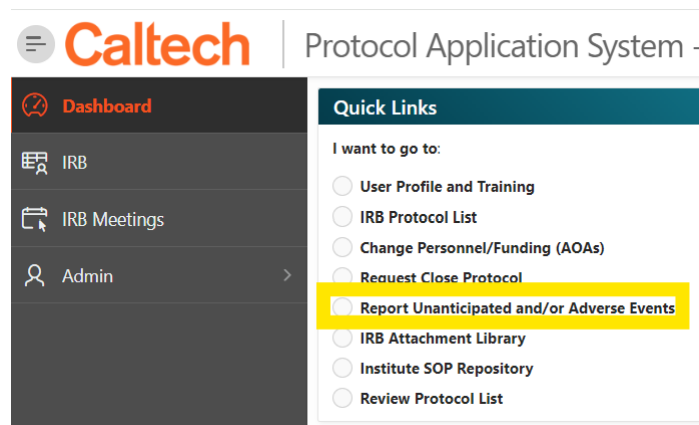 Caltech
Protocol Application System -
Dashboard
IRB
IRB Meetings
Admin
Quick Links
I want to go to:
User Profile and Training
IRB Protocol List
Change Personnel/Funding (AOAs)
Request Close Protocol
Report Unanticipated and/or Adverse Events
IRB Attachment Library
Institute SOP Repository
Review Protocol List